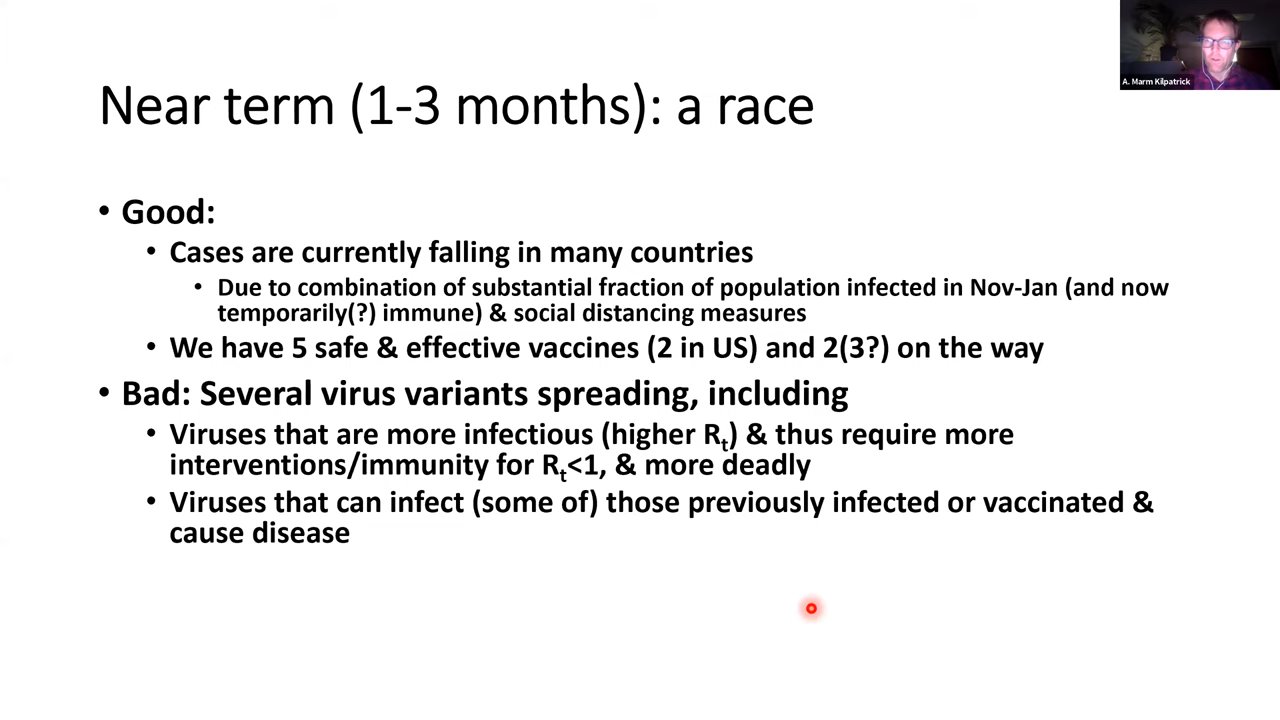 A. Marm Kilpatrick
Near term (1-3 months): a race
• Good:
• Cases are currently falling in many countries
• Due to combination of substantial fraction of population infected in Nov-Jan (and now
temporarily(?) immune) & social distancing measures
• We have 5 safe & effective vaccines (2 in US) and 2(3?) on the way
• Bad: Several virus variants spreading, including
• Viruses that are more infectious (higher Rt) & thus require more
interventions/immunity for Rt<1, & more deadly
• Viruses that can infect (some of) those previously infected or vaccinated &
cause disease